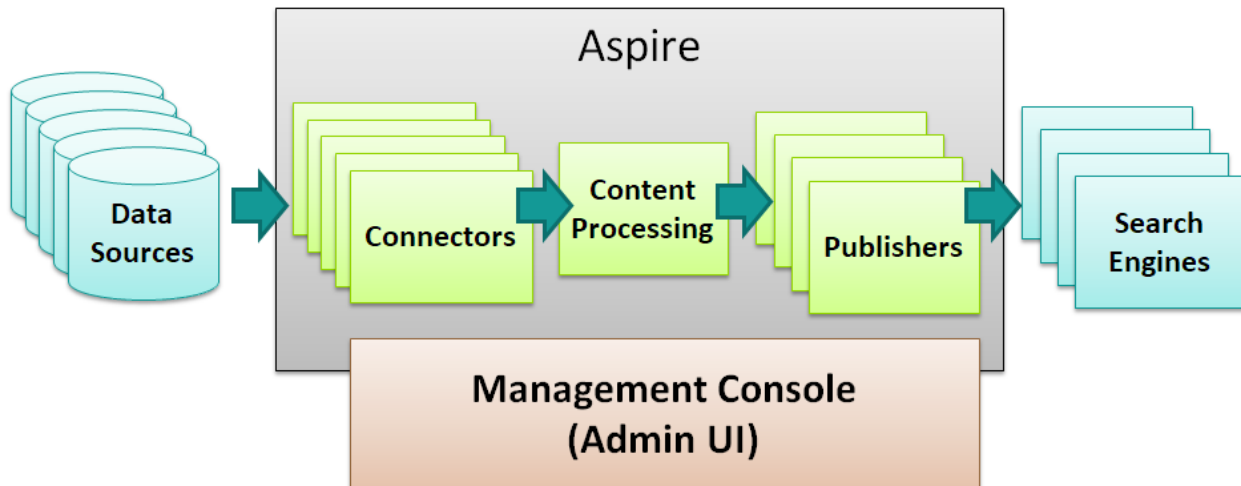 Aspire
Data
Sources
Connectors
Content
Processing
Publishers
Search
Engines
Management Console
(Admin UI)